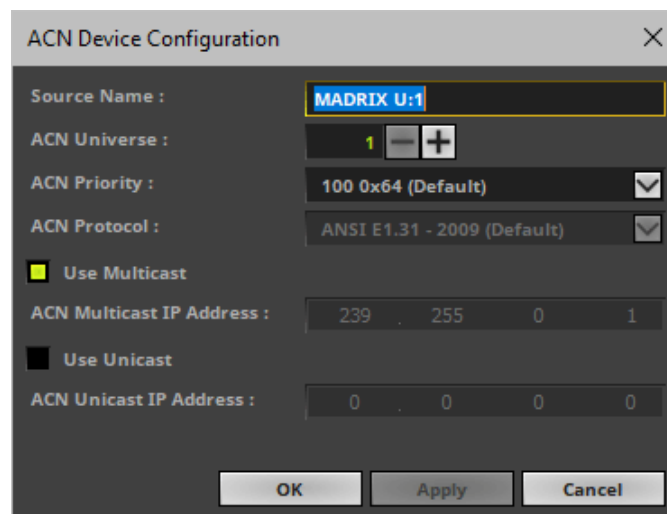 ACN Device Configuration
Source Name : MADRIX U:1
ACN Universe : 1
ACN Priority : 100 0x64 (Default)
ACN Protocol : ANSI E1.31 - 2009 (Default)
Use Multicast
ACN Multicast IP Address : 239 . 255 0 1
Use Unicast
ACN Unicast IP Address : 0 . 0 0 0
OK Apply Cancel